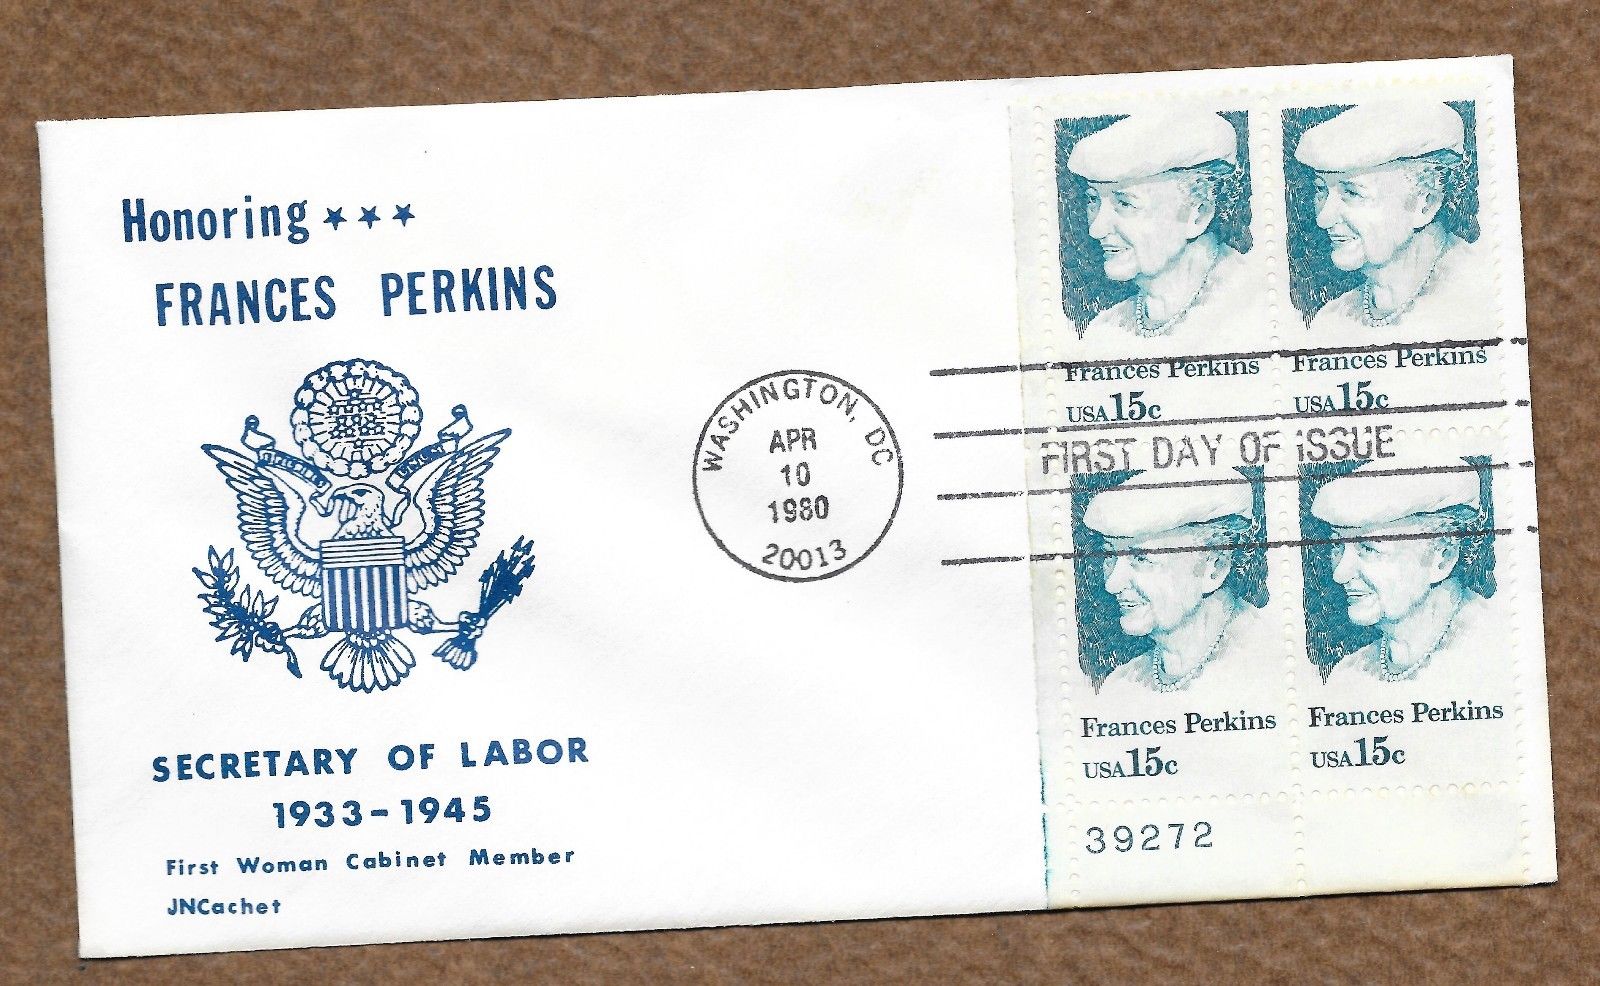 Honoring ★★★
FRANCES PERKINS
SECRETARY OF LABOR
1933-1945
First Woman Cabinet Member
JNCachet
WASHINGTON, DC
APR
10
1980
20013
FIRST DAY OF ISSUE
Frances Perkins
USA 15c
Frances Perkins
USA 15c
Frances Perkins
USA 15c
Frances Perkins
USA 15c
39272